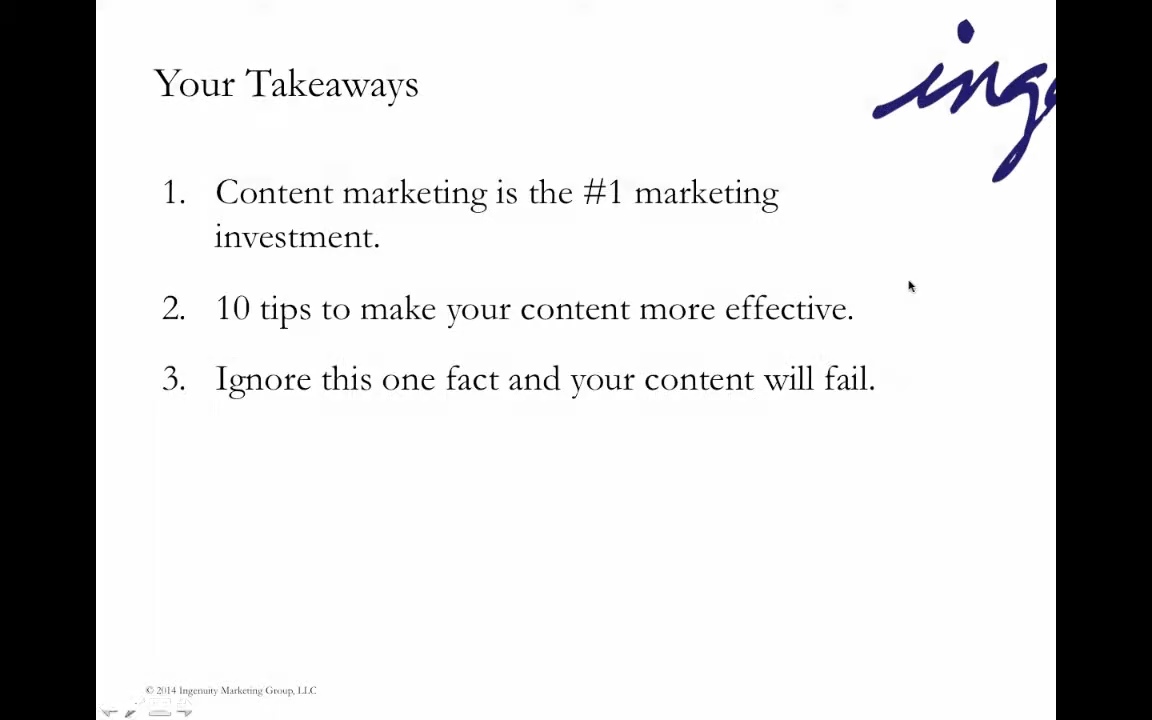 Your Takeaways
ing
1. Content marketing is the #1 marketing
investment.
2. 10 tips to make your content more effective.
3. Ignore this one fact and your content will fail.
© 2014 Ingenuity Marketing Group, LLC